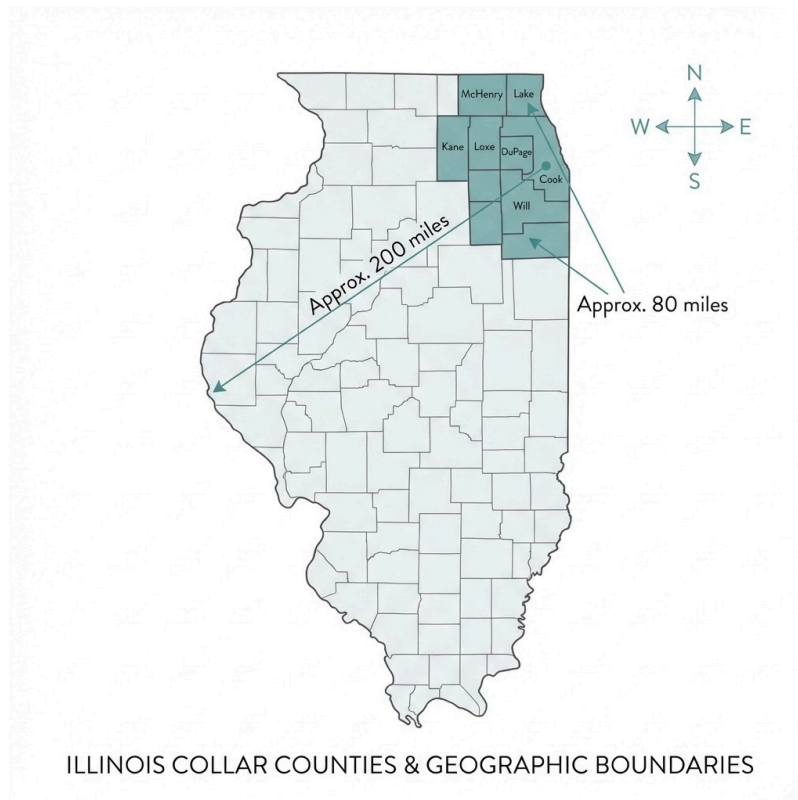 N
W E
S
McHenry Lake
Kane Loxe DuPage
Cook
Will
Approx. 200 miles
Approx. 80 miles
ILLINOIS COLLAR COUNTIES & GEOGRAPHIC BOUNDARIES